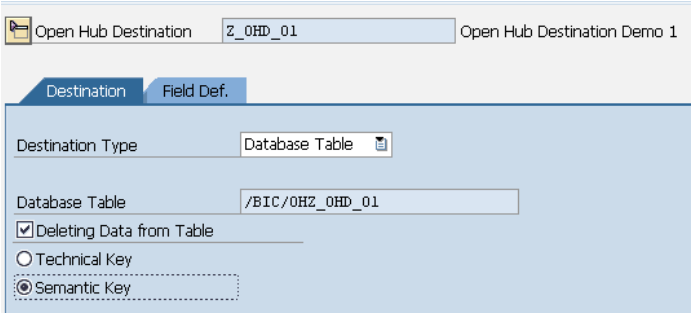 Open Hub Destination Z_OHD_01 Open Hub Destination Demo 1
Destination Field Def.
Destination Type Database Table
Database Table /BIC/OHZ_OHD_01
Deleting Data from Table
Technical Key
Semantic Key